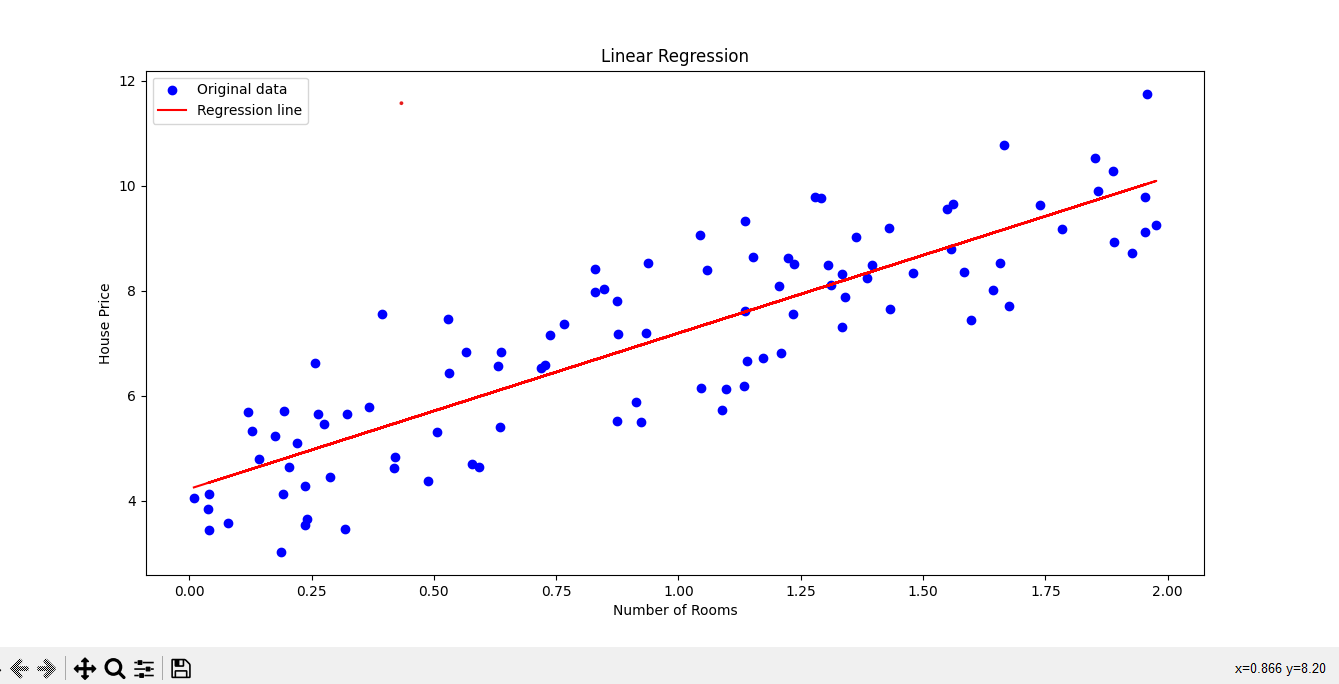 Linear Regression
Original data
Regression line
12
10
8
6
4
House Price
0.00 0.25 0.50 0.75 1.00 1.25 1.50 1.75 2.00
Number of Rooms
x=0.866 y=8.20